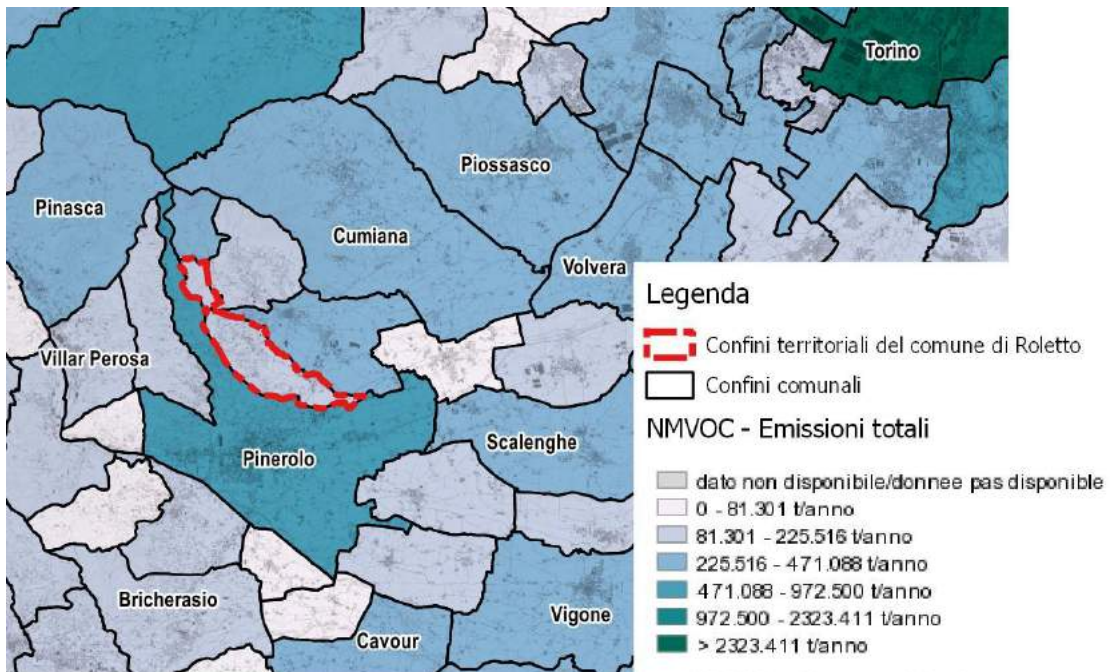 Torino
Piossasco
Pinasca
Cumiana
Volvera
Villar Perosa
Pinerolo
Scalenghe
Bricherasio
Cavour
Vigone
Legenda
Confini territoriali del comune di Roletto
Confini comunali
NMVOC - Emissioni totali
dato non disponibile/donnee pas disponible
0 - 81.301 t/anno
81.301 - 225.516 t/anno
225.516 - 471.088 t/anno
471.088 - 972.500 t/anno
972.500 - 2323.411 t/anno
> 2323.411 t/anno